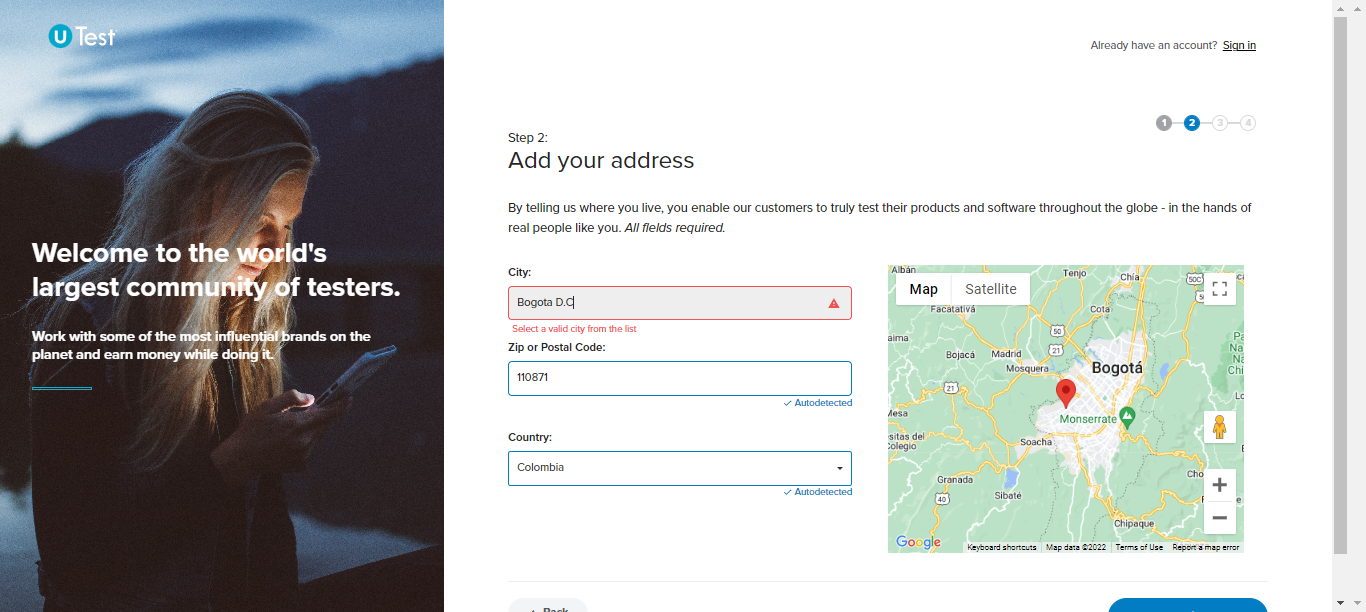 U Test
Already have an account? Sign in
1 2 3 4
Step 2:
Add your address
By telling us where you live, you enable our customers to truly test their products and software throughout the globe - in the hands of
real people like you. All fields required.
Welcome to the world's
largest community of testers.
Work with some of the most influential brands on the
planet and earn money while doing it.
City:
Bogota D.C
Select a valid city from the list
Zip or Postal Code:
110871
Autodetected
Country:
Colombia
Autodetected
Map Satellite
Albán
Tenjo
Chía
50C
Facatativá
Cota
50
21
Bojacá
Madrid
Mosquera
Bogotá
21
Monserrate
Soacha
Granada
Sibaté
40
Chipaque
Google
Keyboard shortcuts Map data ©2022 Terms of Use Report a map error
Back